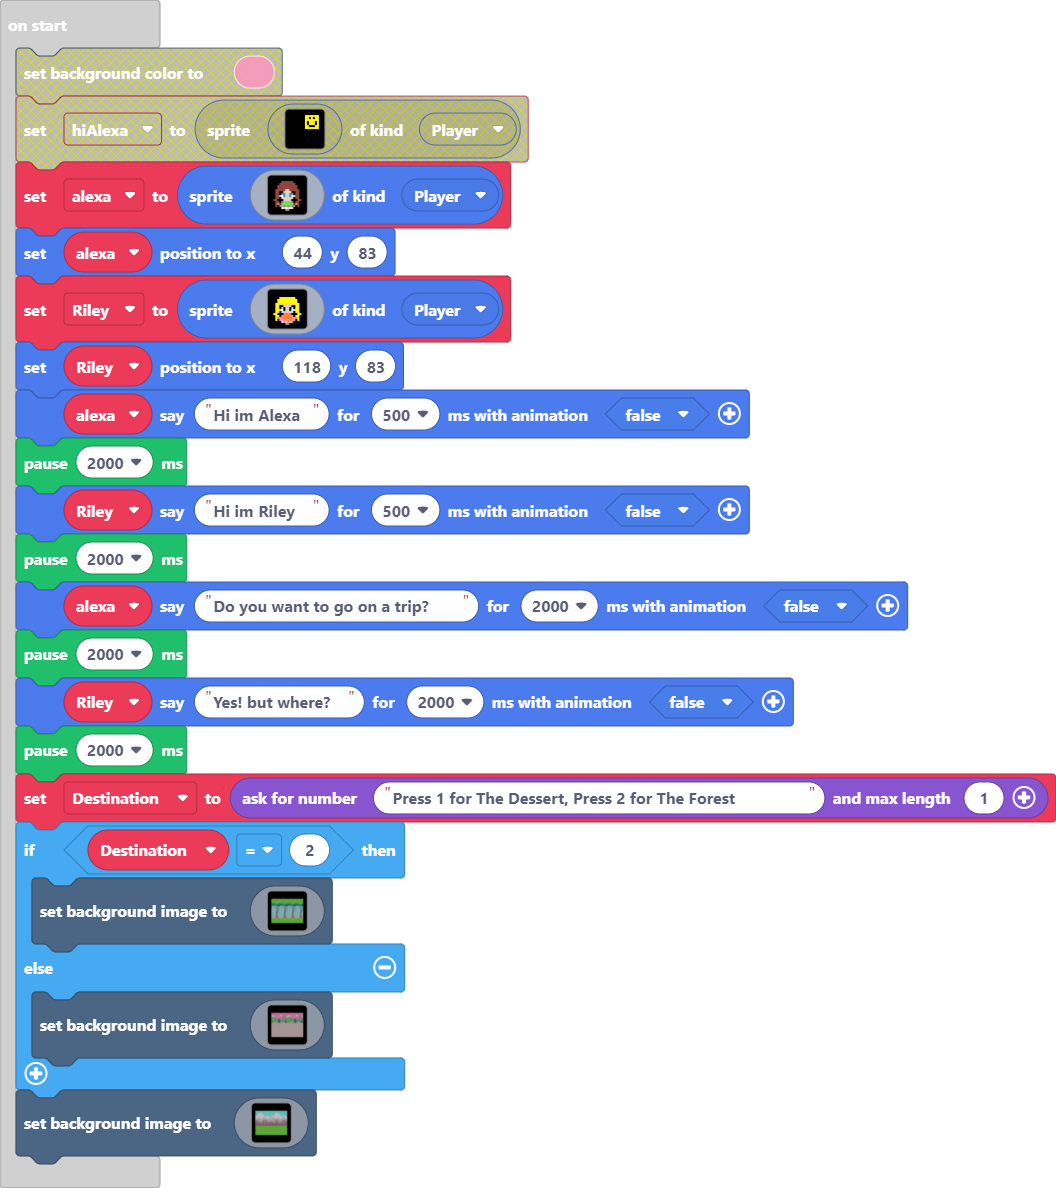 on start
set background color to
set hiAlexa to sprite of kind Player
set alexa to sprite of kind Player
set alexa position to x 44 y 83
set Riley to sprite of kind Player
set Riley position to x 118 y 83
alexa say "Hi im Alexa" for 500 ms with animation false
pause 2000 ms
Riley say "Hi im Riley" for 500 ms with animation false
pause 2000 ms
alexa say "Do you want to go on a trip?" for 2000 ms with animation false
pause 2000 ms
Riley say "Yes! but where?" for 2000 ms with animation false
pause 2000 ms
set Destination to ask for number "Press 1 for The Dessert, Press 2 for The Forest" and max length 1
if Destination = 2 then
set background image to
else
set background image to
set background image to